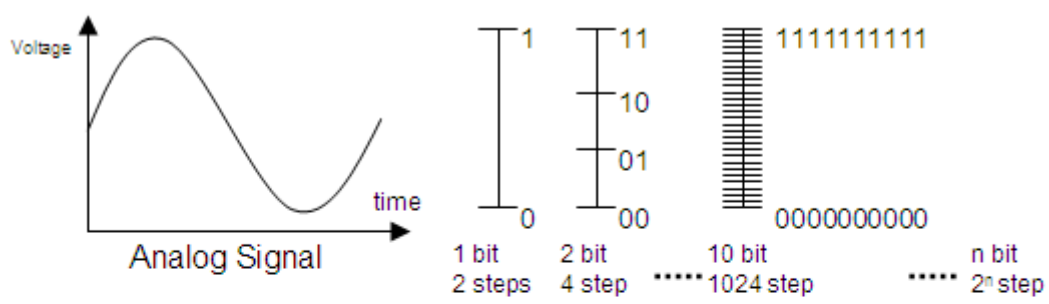 Voltage
time
Analog Signal
1
0
1 bit
2 steps
11
10
01
00
2 bit
4 step
1111111111
0000000000
10 bit
1024 step
n bit
2ⁿ step